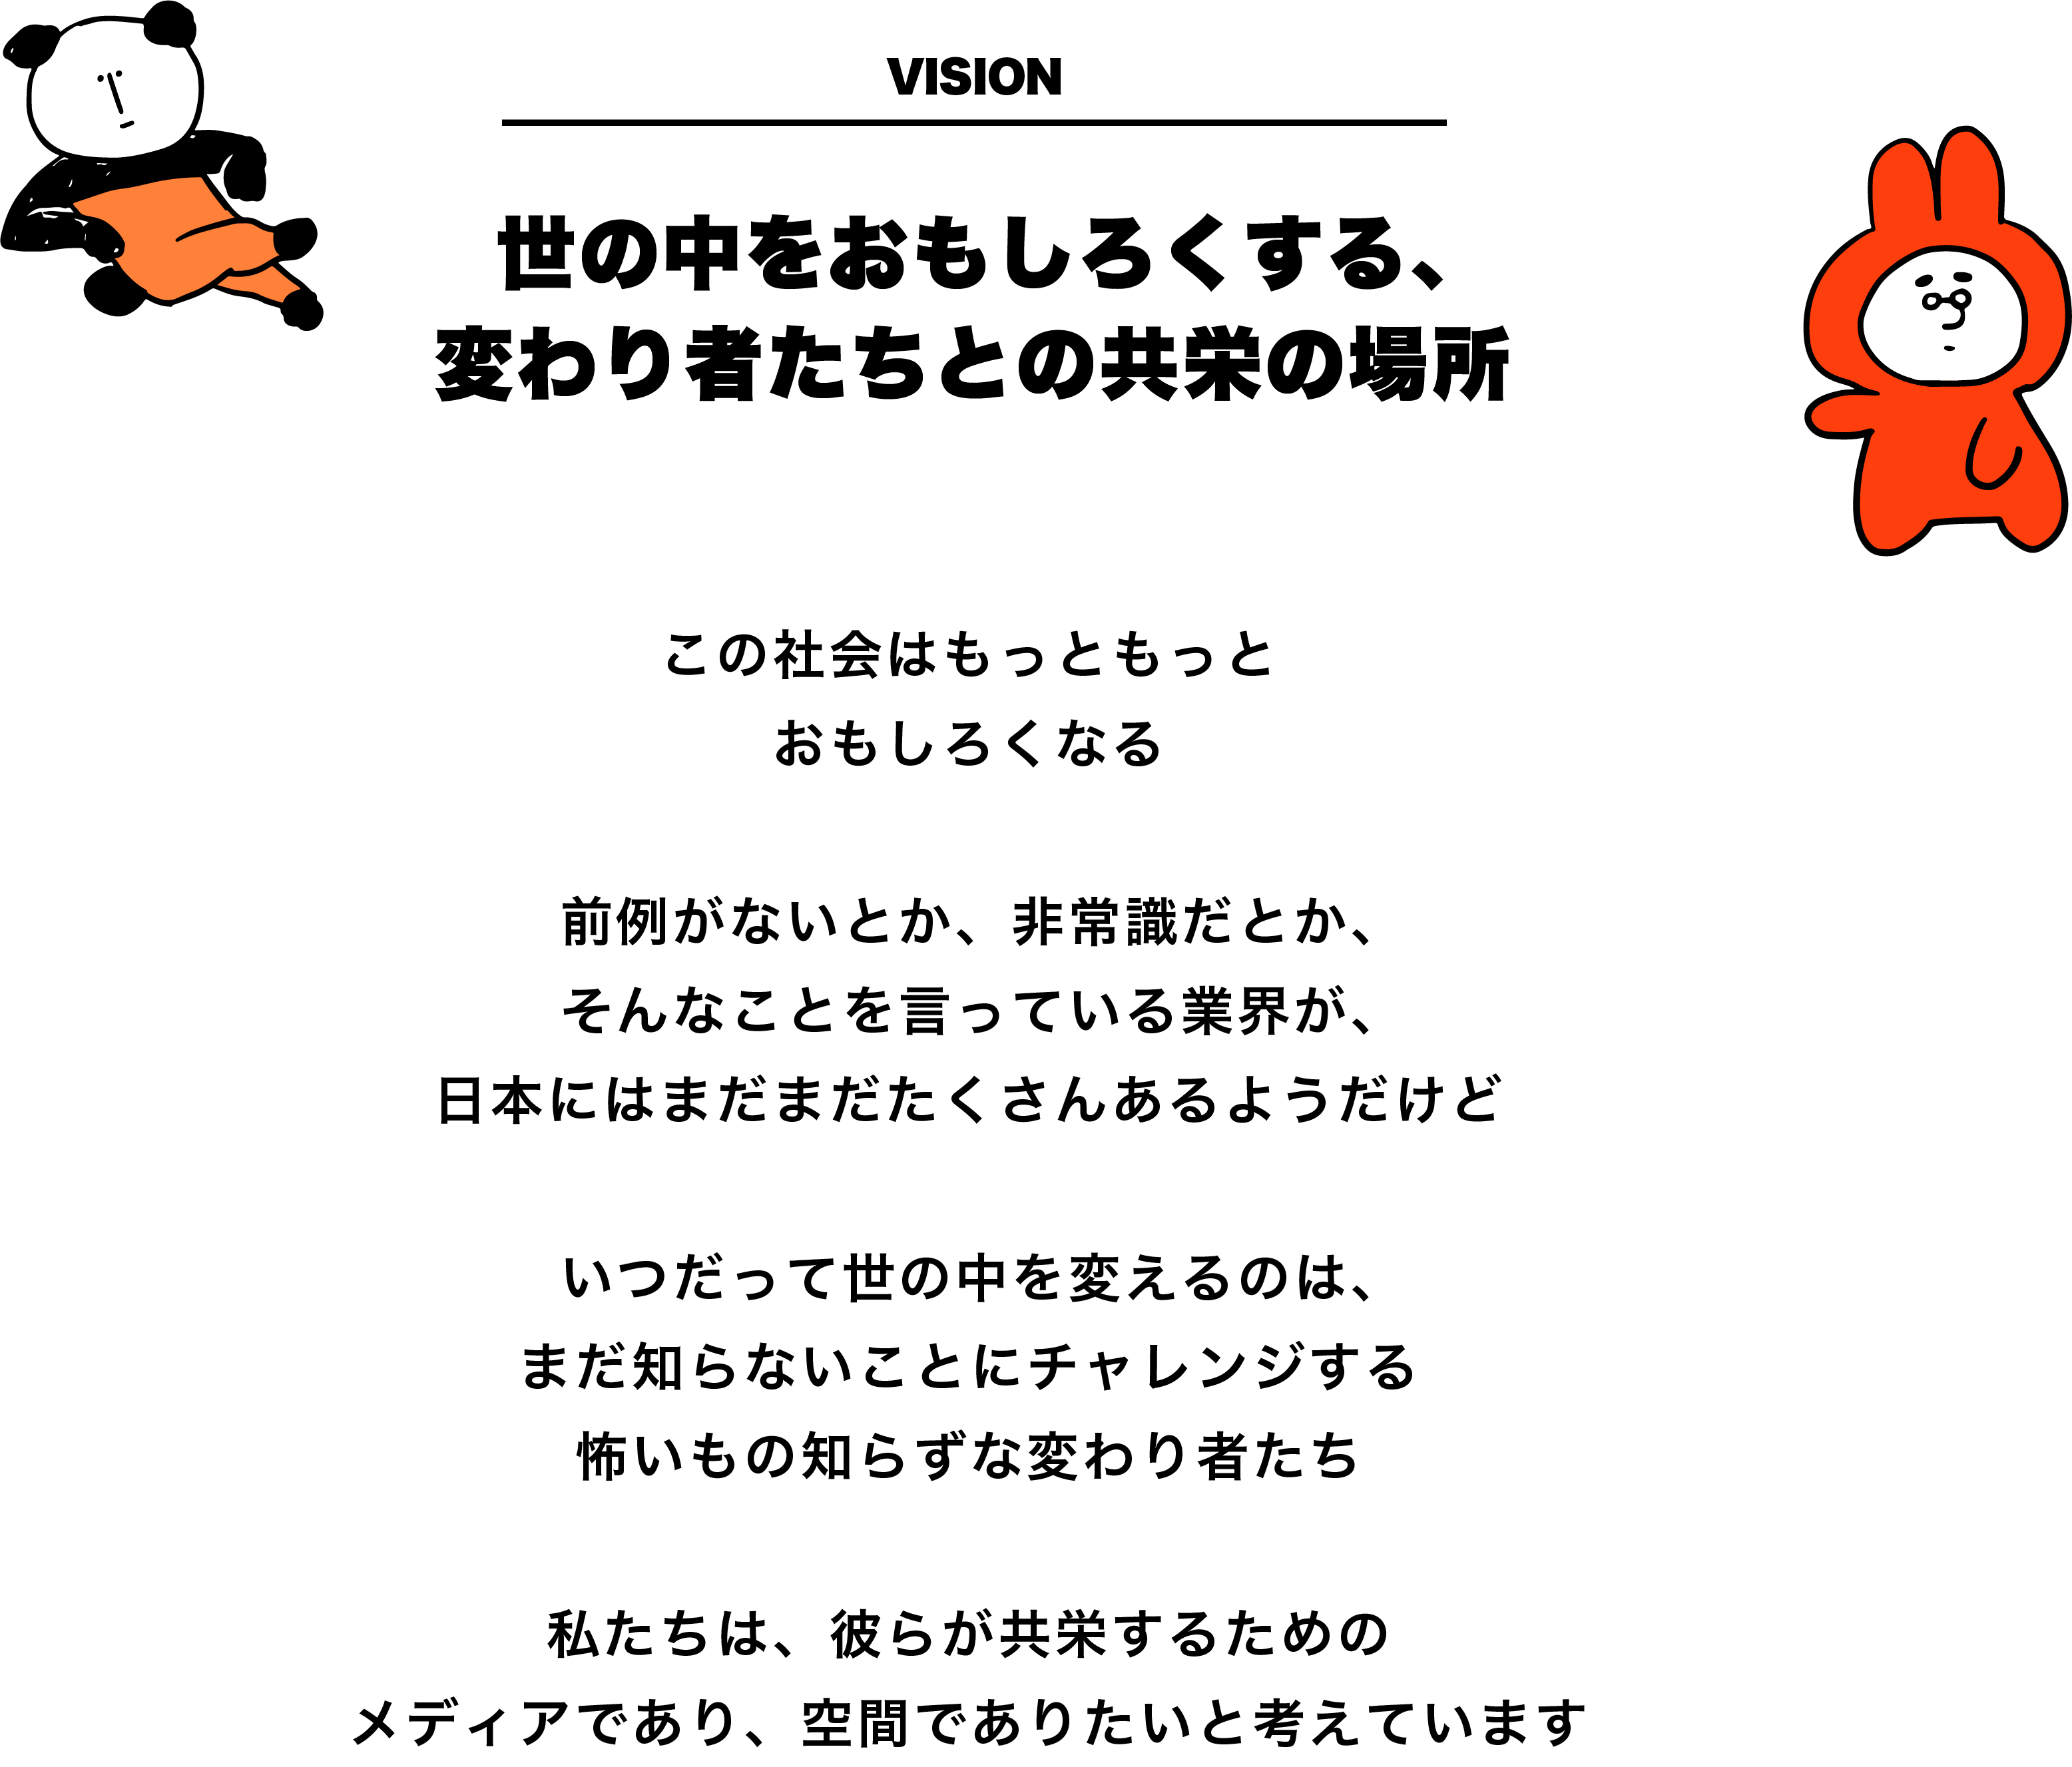 VISION
世の中をおもしろくする、
変わり者たちとの共栄の場所
この社会はもっともっと
おもしろくなる
前例がないとか、非常識だとか、
そんなことを言っている業界が、
日本にはまだまだたくさんあるようだけど
いつだって世の中を変えるのは、
まだ知らないことにチャレンジする
怖いもの知らずな変わり者たち
私たちは、彼らが共栄するための
メディアであり、空間でありたいと考えています